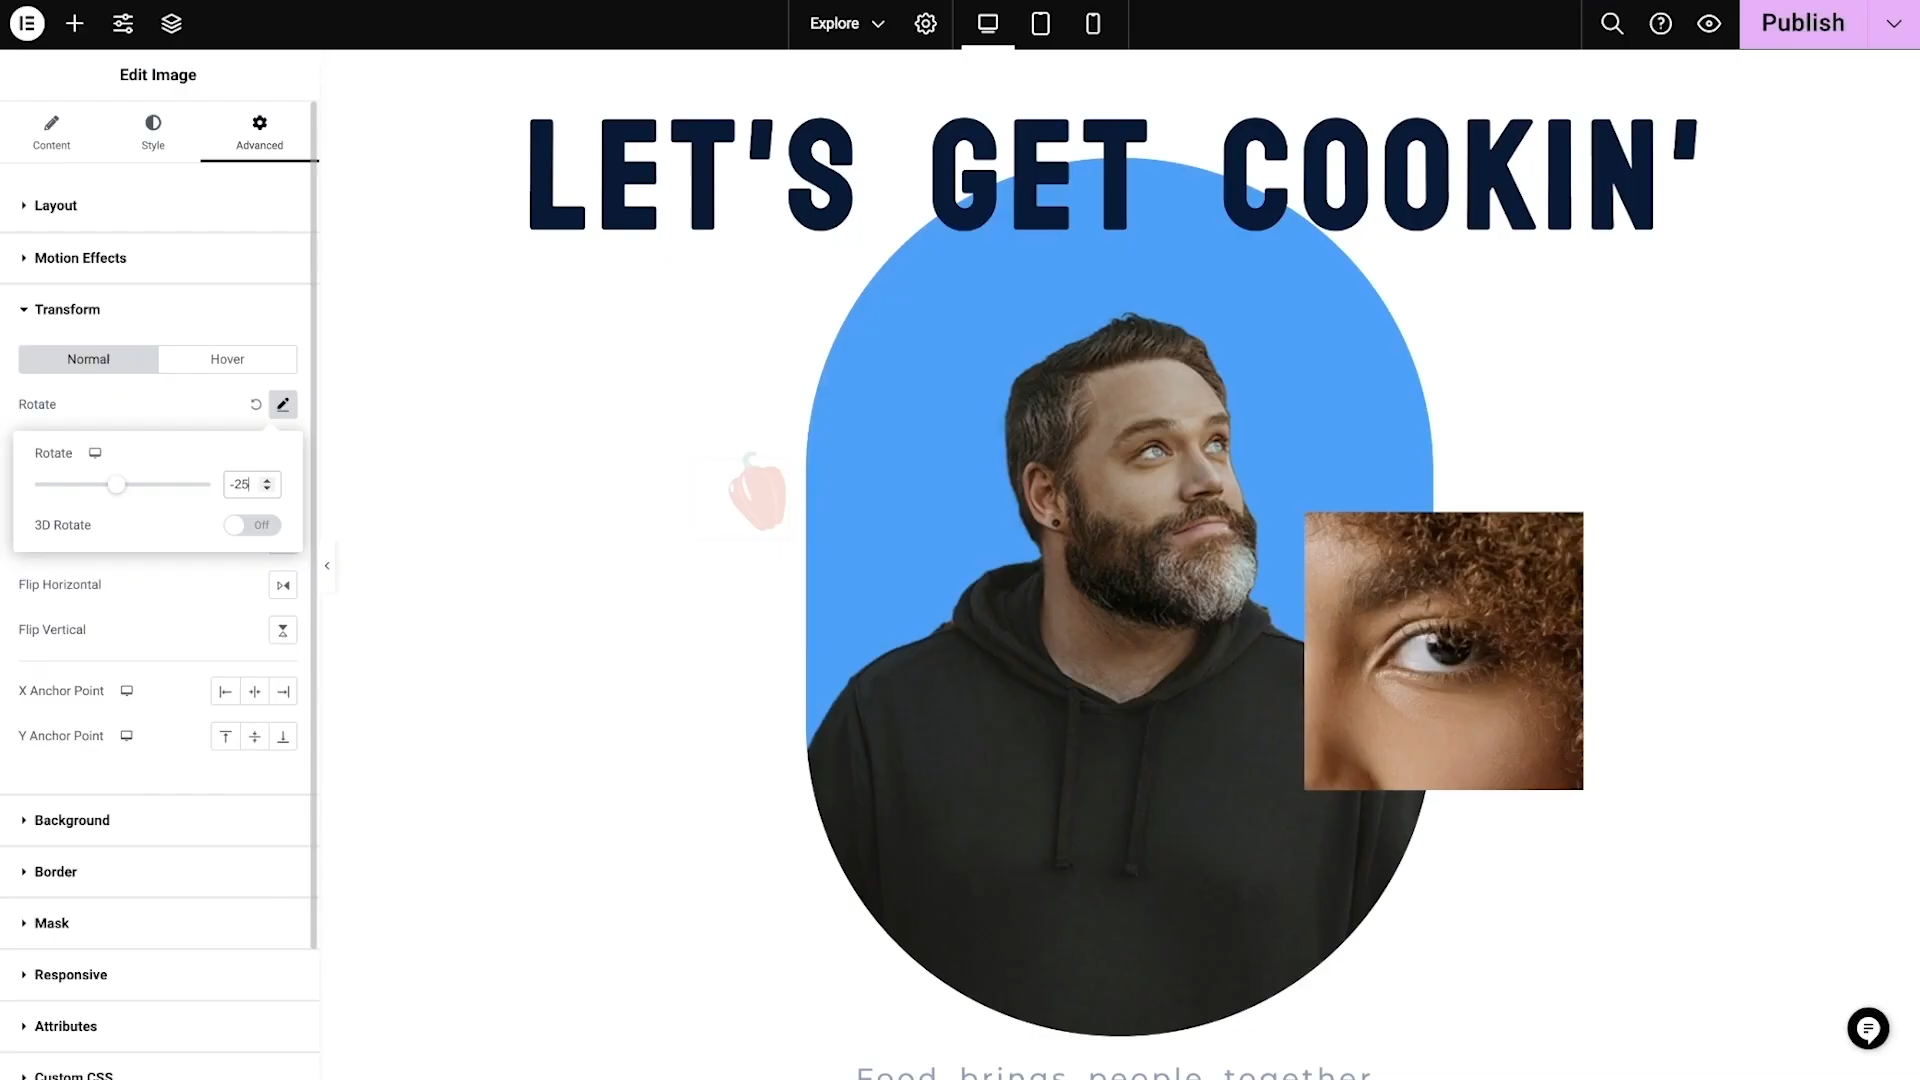 Explore
Publish
Edit Image
Content
Style
Advanced
Layout
Motion Effects
Transform
Normal
Hover
Rotate
Rotate
-25
3D Rotate
Off
Flip Horizontal
Flip Vertical
X Anchor Point
Y Anchor Point
Background
Border
Mask
Responsive
Attributes
Custom CSS
LET'S GET COOKIN'
Food brings people together